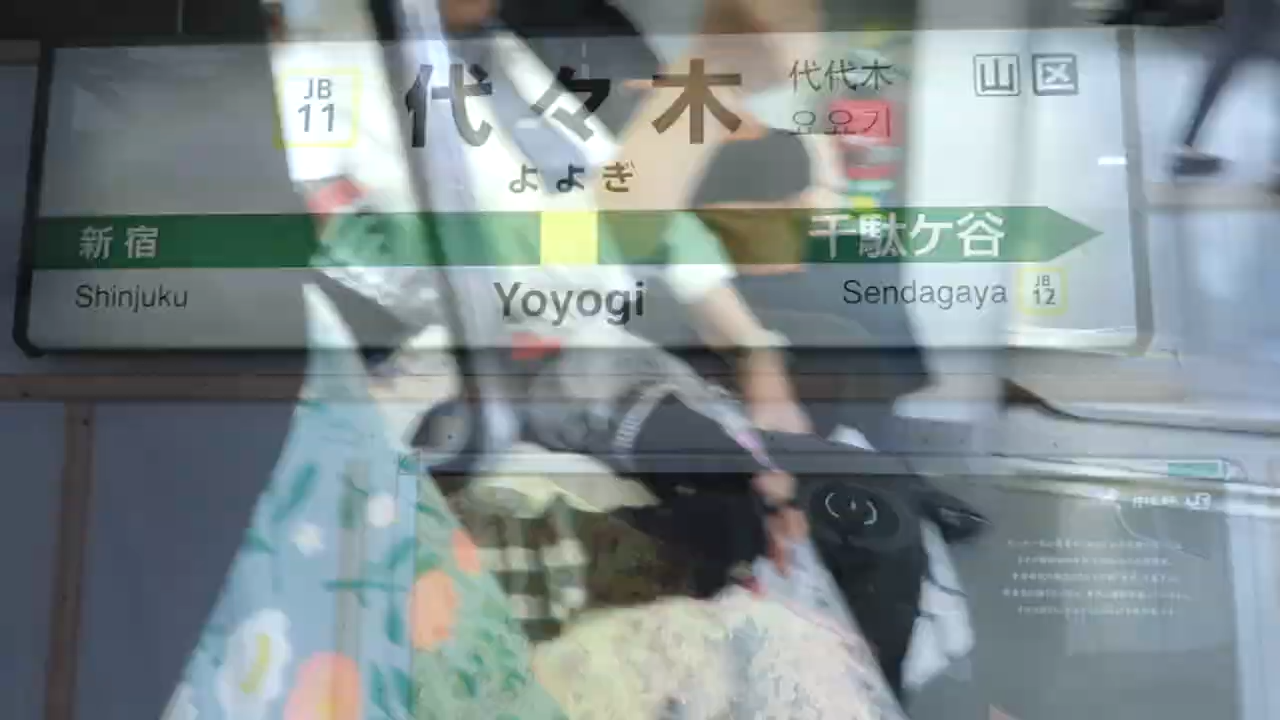 JB
11
代々木
代代木
요요기
山 区
よよぎ
新宿
千駄ケ谷
Shinjuku
Yoyogi
Sendagaya
JB
12